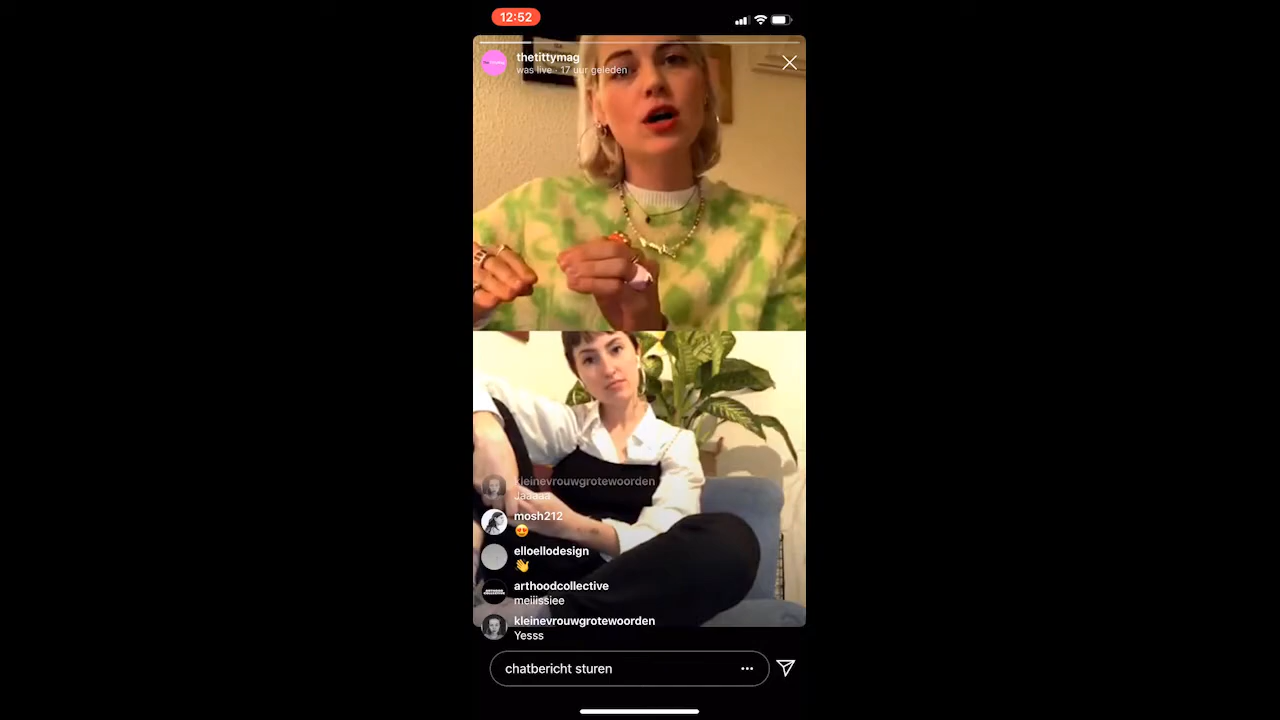 12:52
thetittymag
was live · 17 uur geleden
kleinevrouwgrotewoorden
Jaaaaa
mosh212
😍
elloellodesign
👋
arthoodcollective
meiiissiee
kleinevrouwgrotewoorden
Yesss
chatbericht sturen